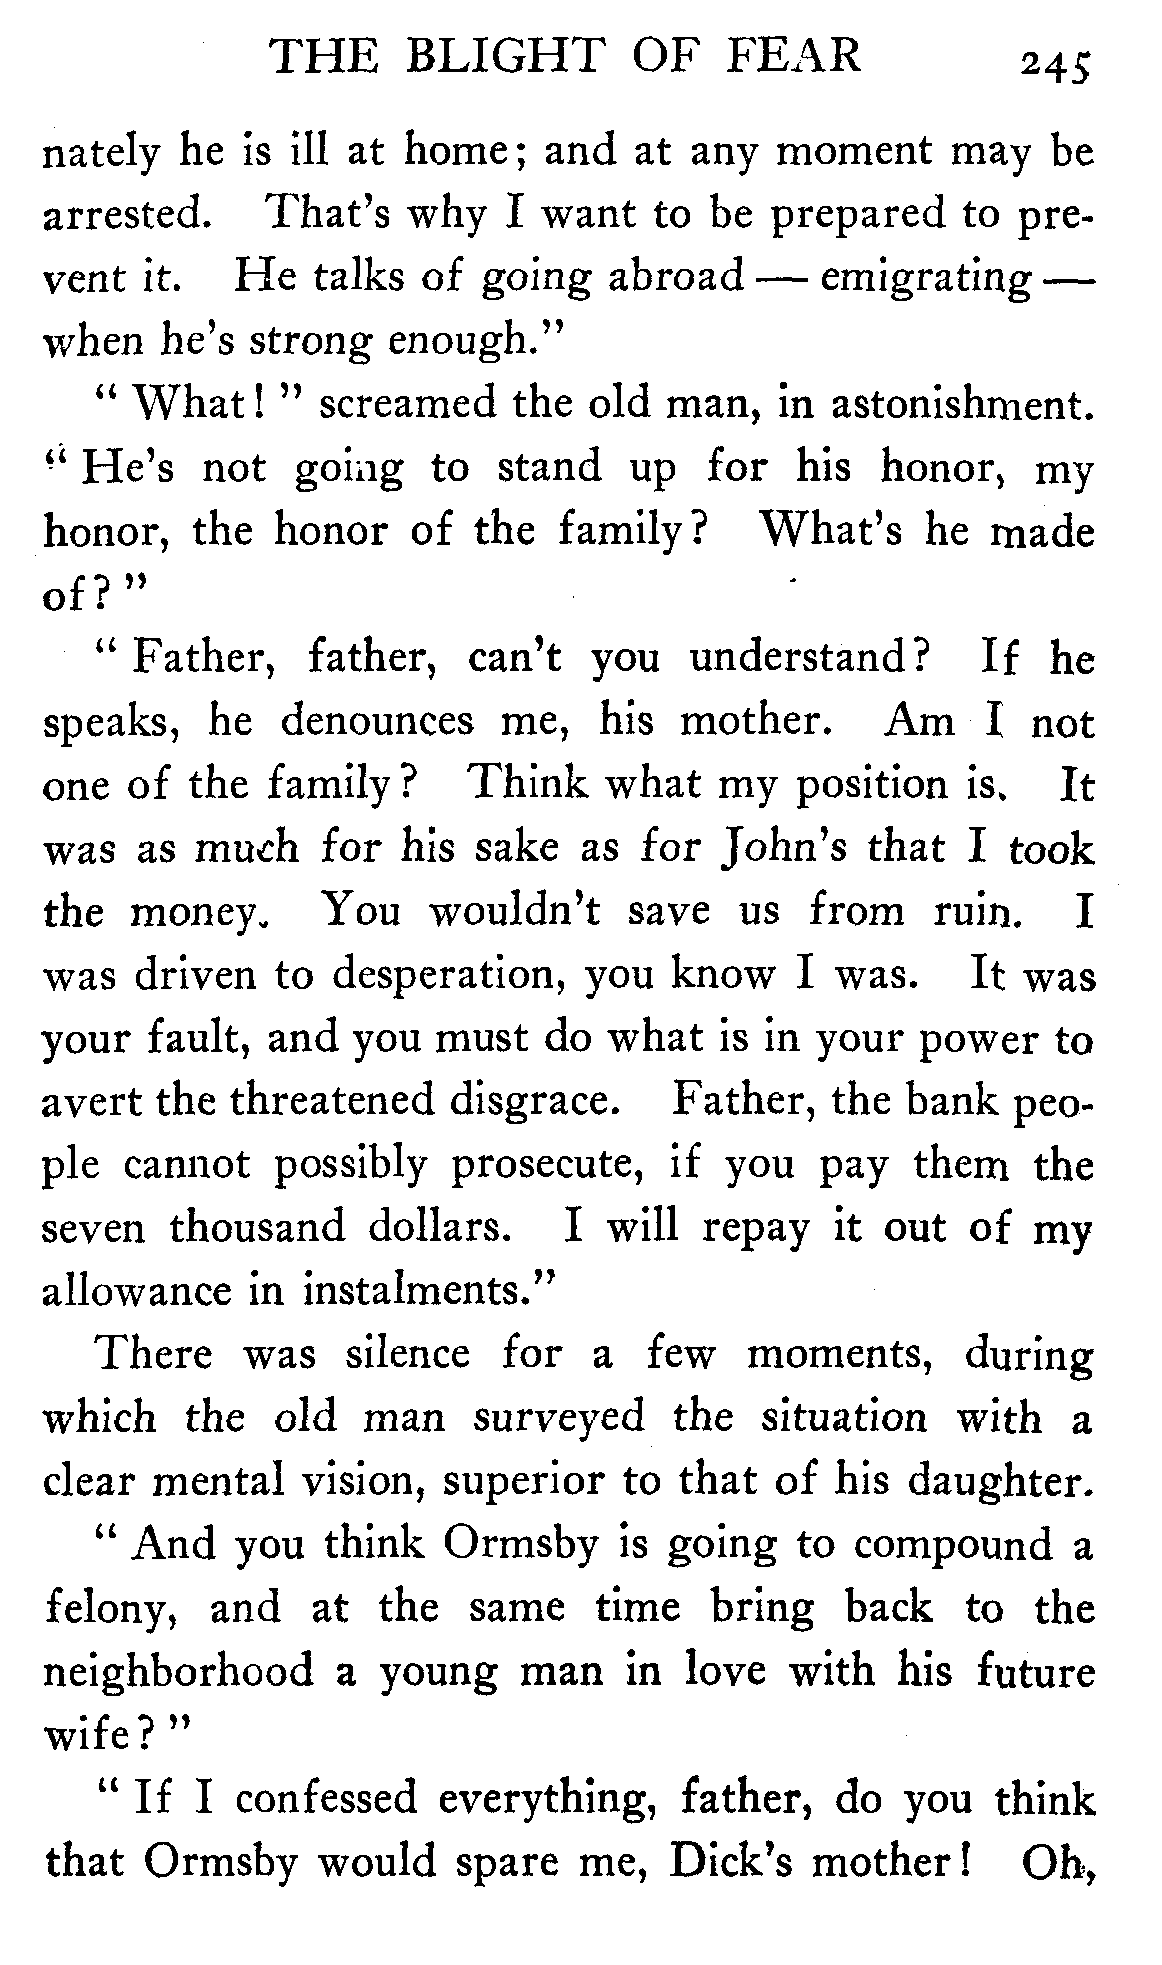 THE BLIGHT OF FEAR 245
nately he is ill at home; and at any moment may be
arrested. That's why I want to be prepared to pre-
vent it. He talks of going abroad — emigrating —
when he's strong enough."
" What! " screamed the old man, in astonishment.
" He's not going to stand up for his honor, my
honor, the honor of the family? What's he made
of? "
" Father, father, can't you understand? If he
speaks, he denounces me, his mother. Am I not
one of the family? Think what my position is. It
was as much for his sake as for John's that I took
the money. You wouldn't save us from ruin. I
was driven to desperation, you know I was. It was
your fault, and you must do what is in your power to
avert the threatened disgrace. Father, the bank peo-
ple cannot possibly prosecute, if you pay them the
seven thousand dollars. I will repay it out of my
allowance in instalments."
There was silence for a few moments, during
which the old man surveyed the situation with a
clear mental vision, superior to that of his daughter.
" And you think Ormsby is going to compound a
felony, and at the same time bring back to the
neighborhood a young man in love with his future
wife? "
" If I confessed everything, father, do you think
that Ormsby would spare me, Dick's mother! Oh,